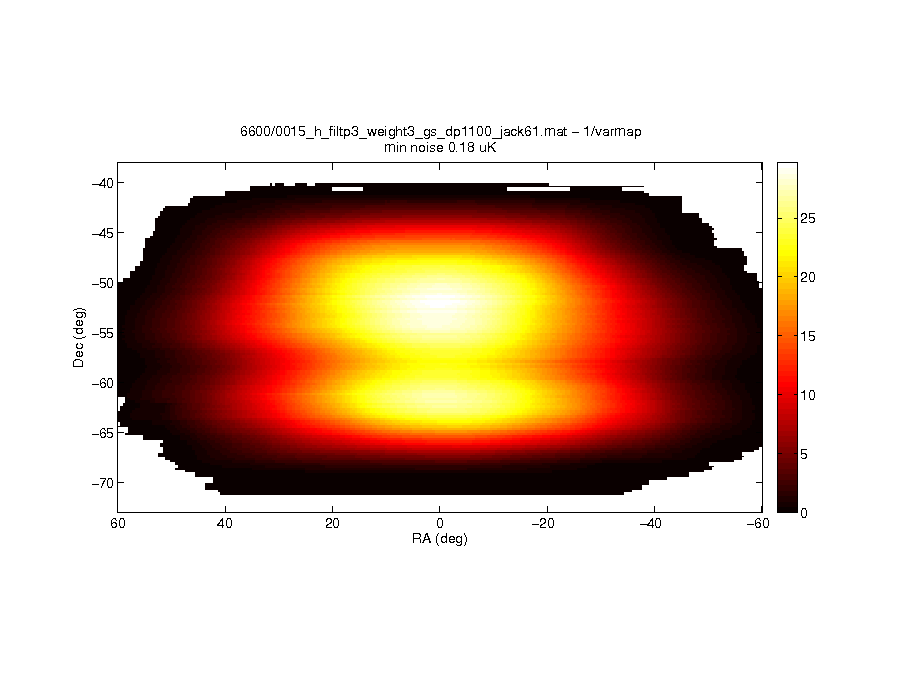 6600/0015_h_filtp3_weight3_gs_dp1100_jack61.mat − 1/varmap
min noise 0.18 uK
−40
−45
−50
−55
−60
−65
−70
Dec (deg)
60 40 20 0 −20 −40 −60
RA (deg)
25
20
15
10
5
0